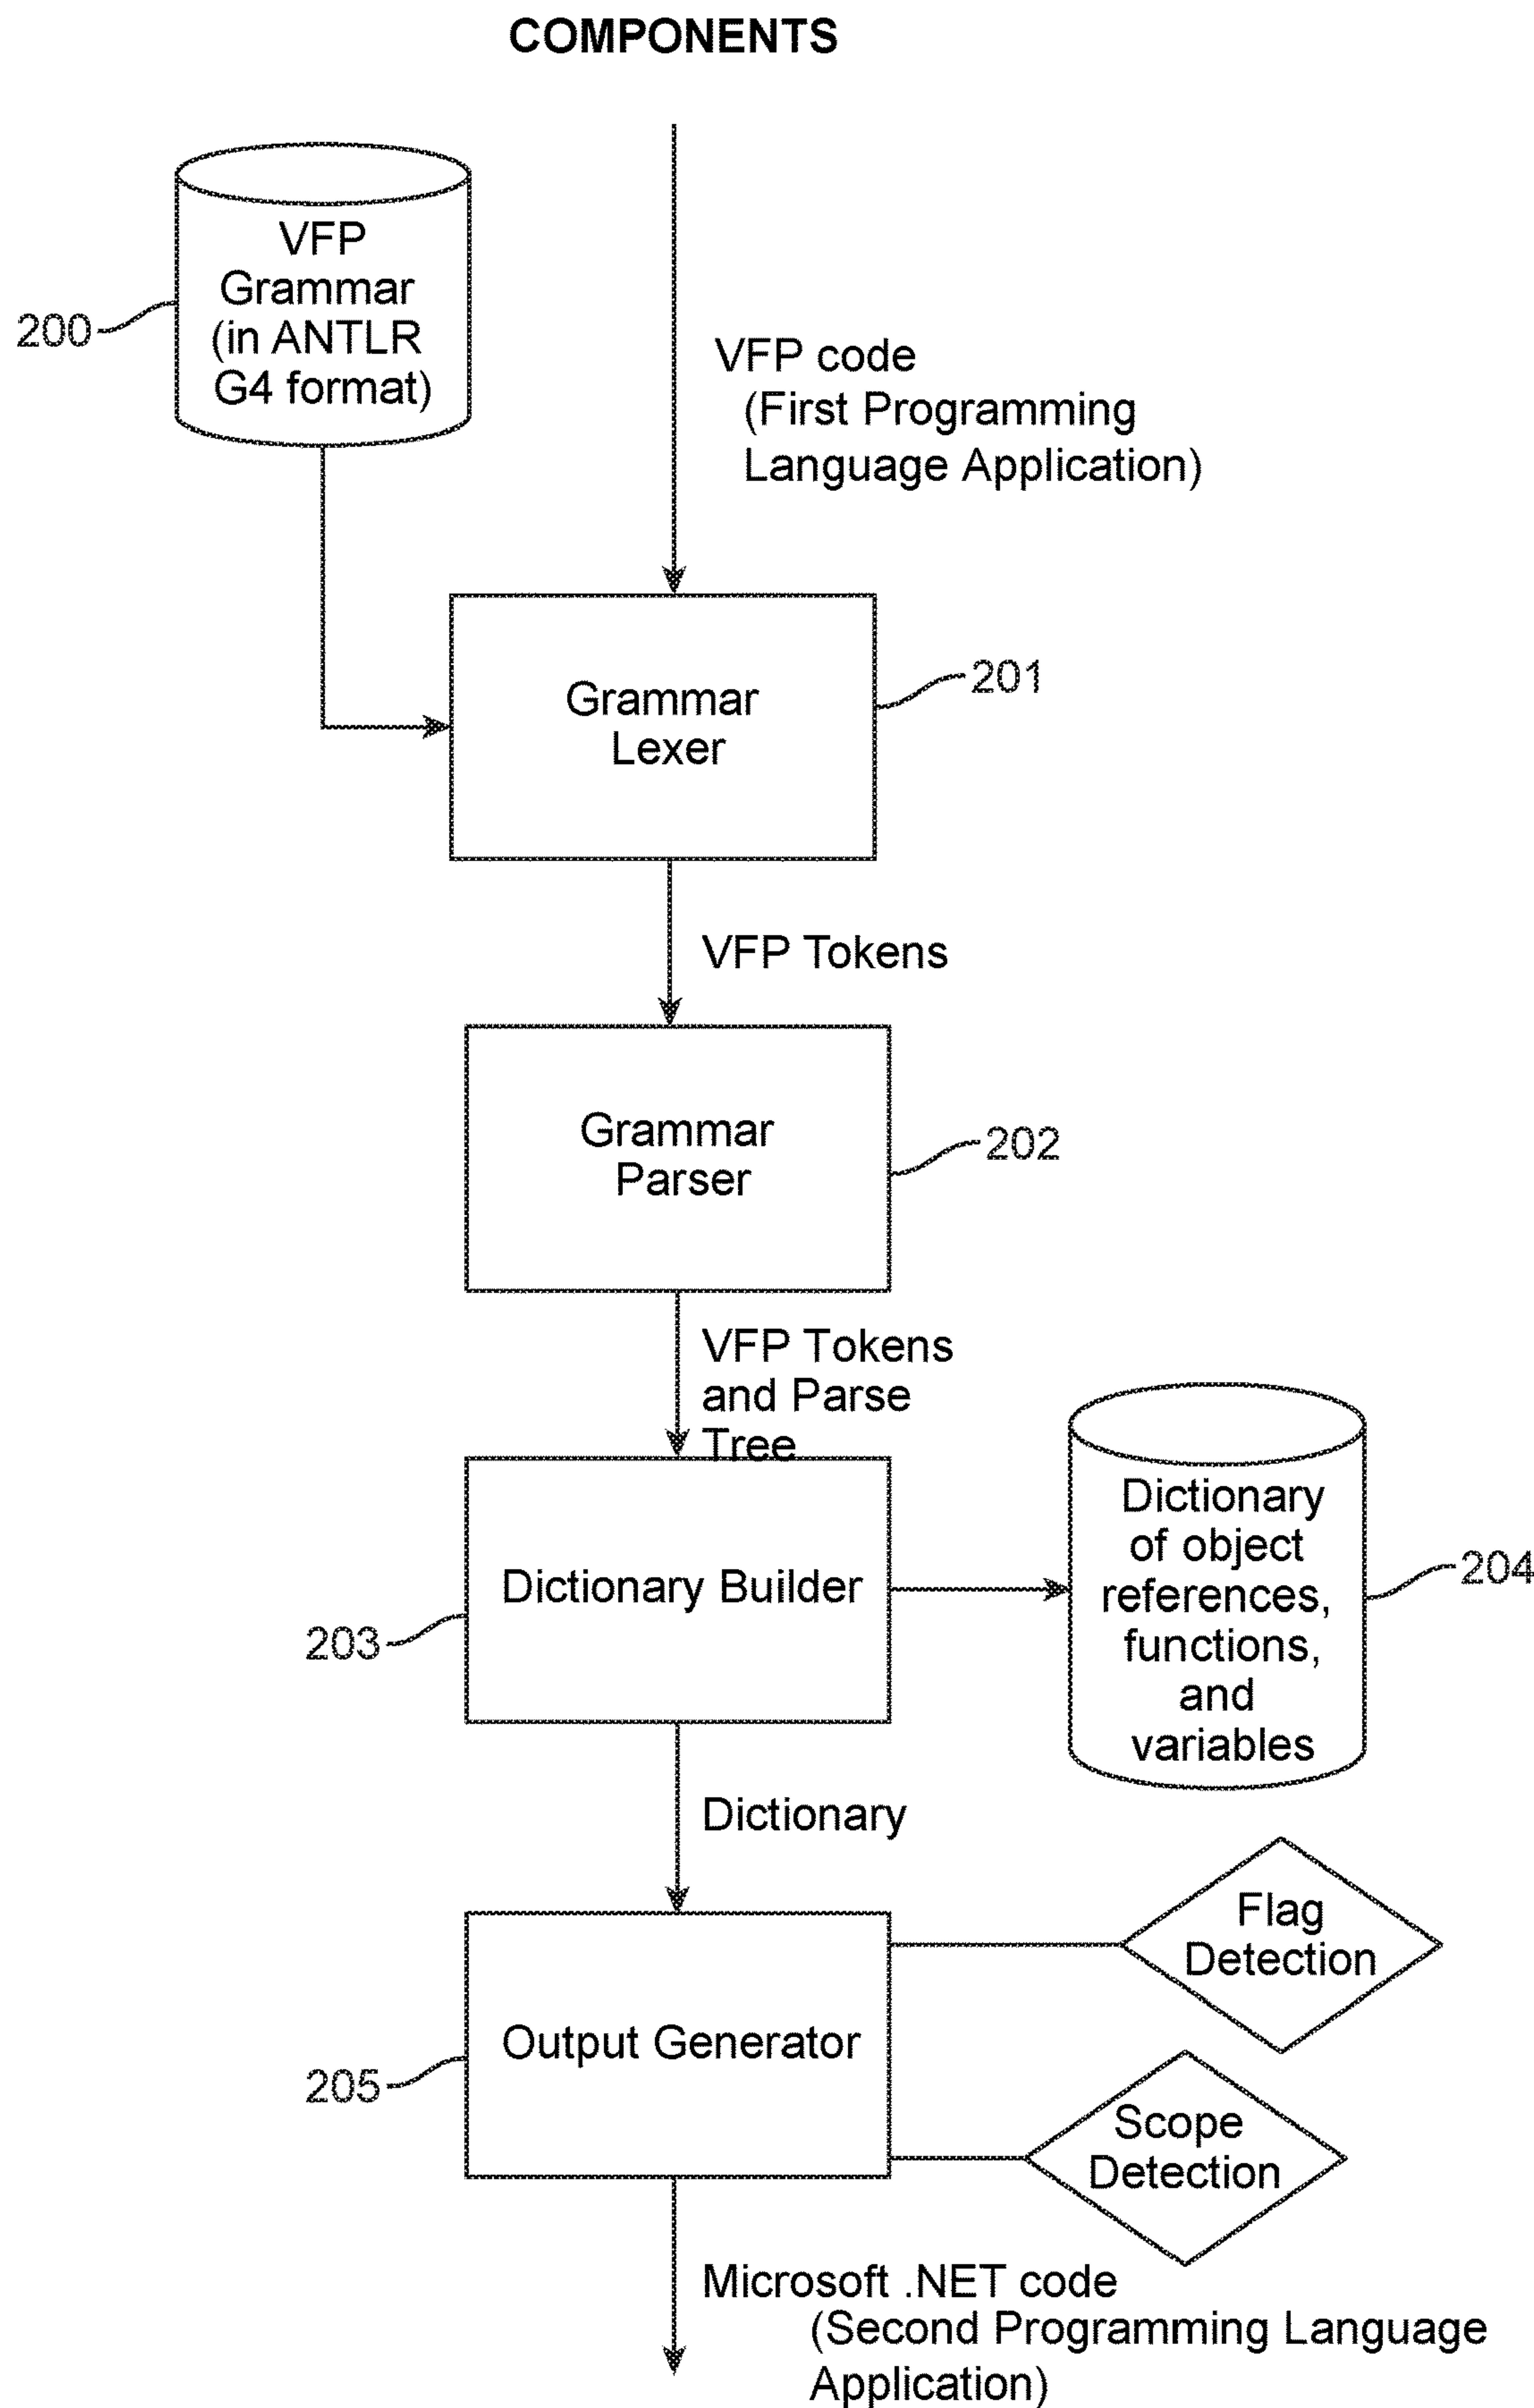 COMPONENTS
VFP
Grammar
(in ANTLR
G4 format)
200
VFP code
(First Programming
Language Application)
Grammar
Lexer
201
VFP Tokens
Grammar
Parser
202
VFP Tokens
and Parse
Tree
Dictionary Builder
203
Dictionary
of object
references,
functions,
and
variables
204
Dictionary
Flag
Detection
Output Generator
205
Scope
Detection
Microsoft .NET code
(Second Programming Language
Application)